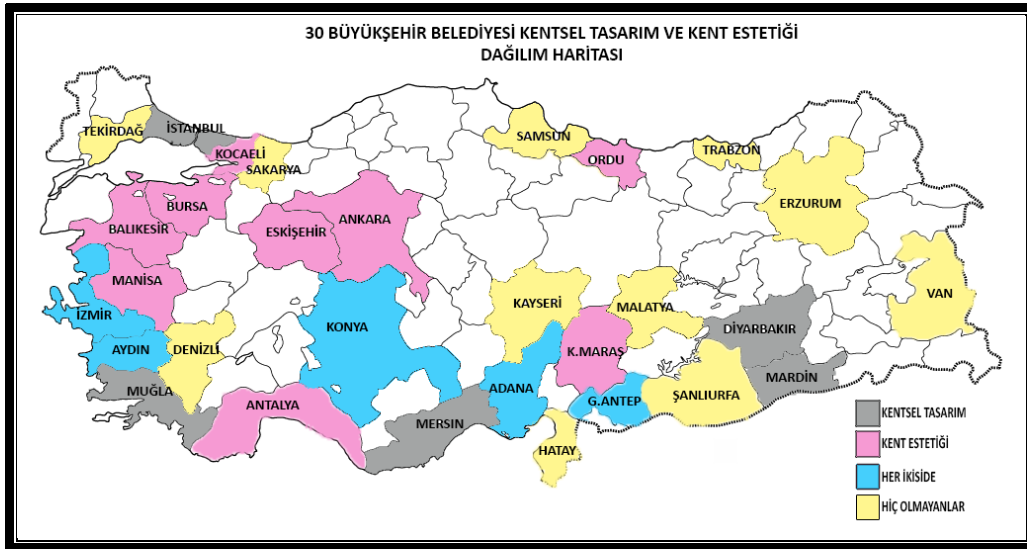 30 BÜYÜKŞEHİR BELEDİYESİ KENTSEL TASARIM VE KENT ESTETİĞİ
DAĞILIM HARİTASI
TEKİRDAĞ
İSTANBUL
KOCAELİ
SAKARYA
SAMSUN
ORDU
TRABZON
ERZURUM
BURSA
BALIKESİR
ESKİŞEHİR
ANKARA
MANİSA
İZMİR
AYDIN
DENİZLİ
KONYA
KAYSERİ
MALATYA
VAN
DİYARBAKIR
K.MARAŞ
MARDİN
MUĞLA
ANTALYA
MERSIN
ADANA
G.ANTEP
ŞANLIURFA
HATAY
KENTSEL TASARIM
KENT ESTETİĞİ
HER IKİSİDE
HİÇ OLMAYANLAR